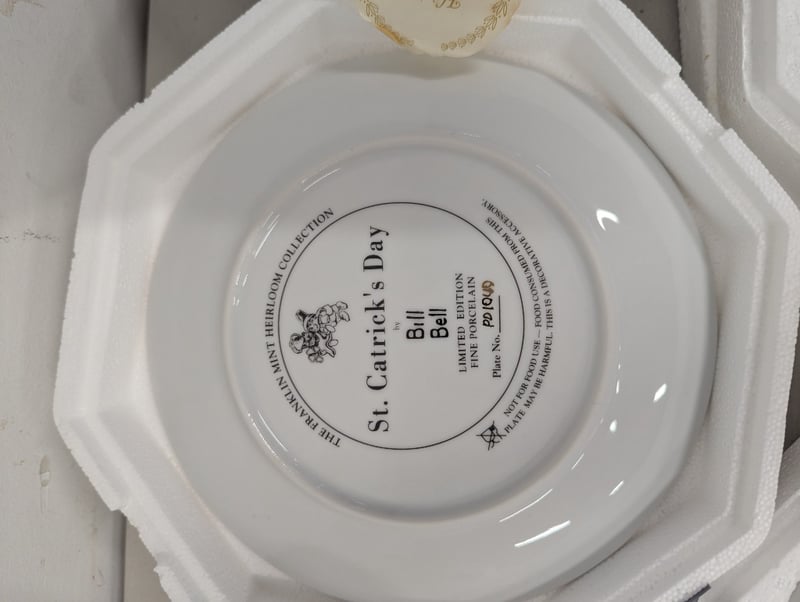 THE FRANKLIN MINT HEIRLOOM COLLECTION
St. Catrick's Day
by
Bill
Bell
LIMITED EDITION
FINE PORCELAIN
Plate No. PD1040
NOT FOR FOOD USE – FOOD CONSUMED FROM THIS
PLATE MAY BE HARMFUL. THIS IS A DECORATIVE ACCESSORY.